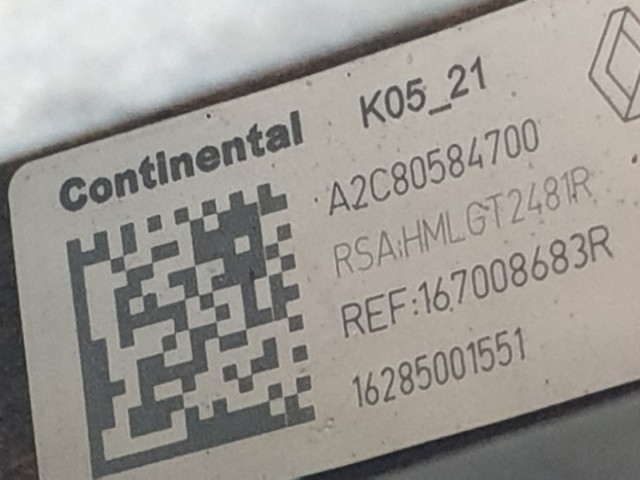 Continental K05_21
A2C80584700
RSA:HMLGT2481R
REF:167008683R
16285001551